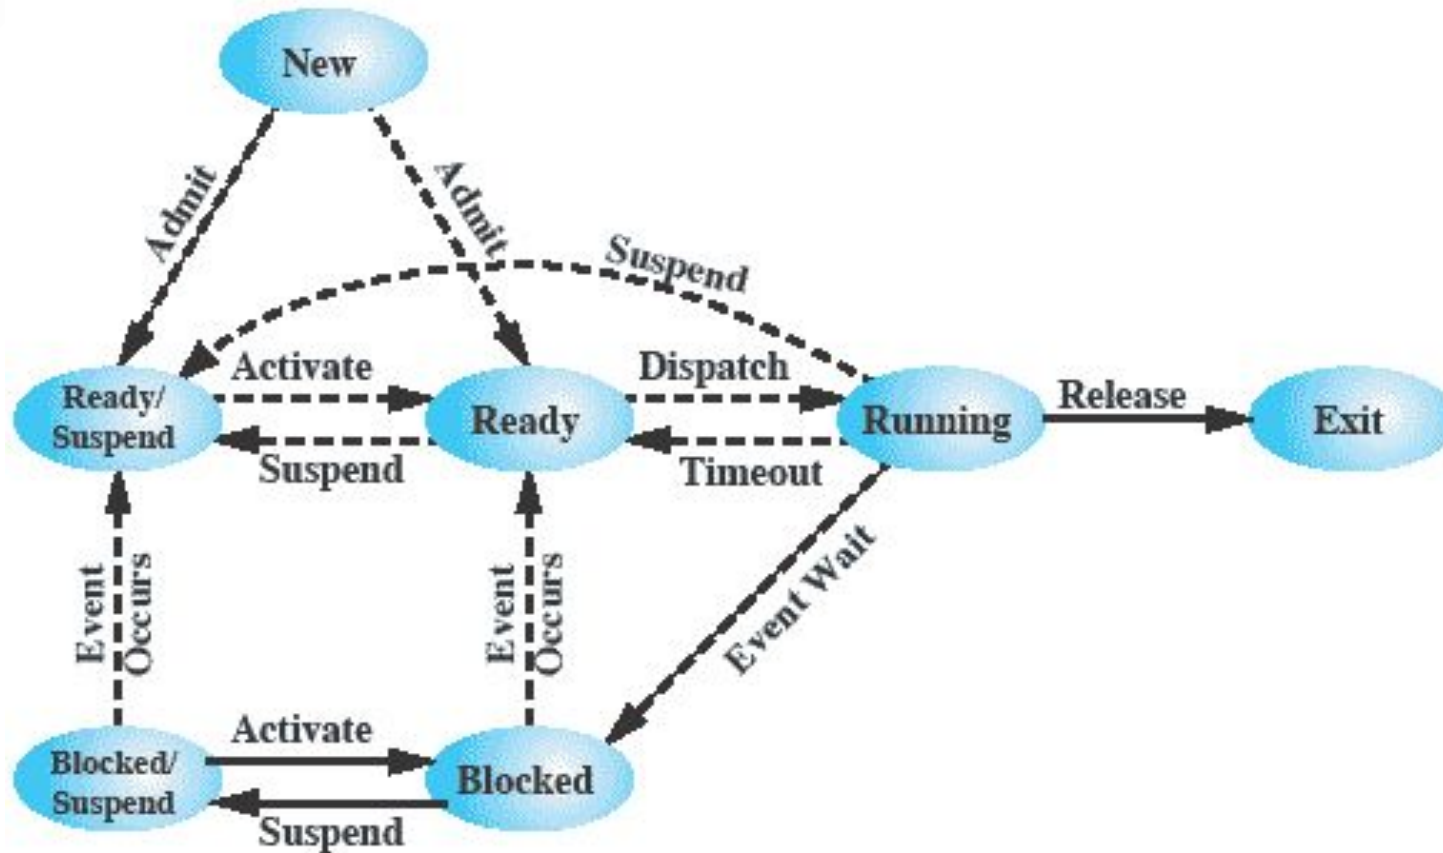 New
Admit
Admit
Suspend
Ready/
Suspend
Activate
Suspend
Ready
Dispatch
Timeout
Running
Release
Exit
Event
Occurs
Event
Occurs
Event Wait
Blocked/
Suspend
Activate
Suspend
Blocked